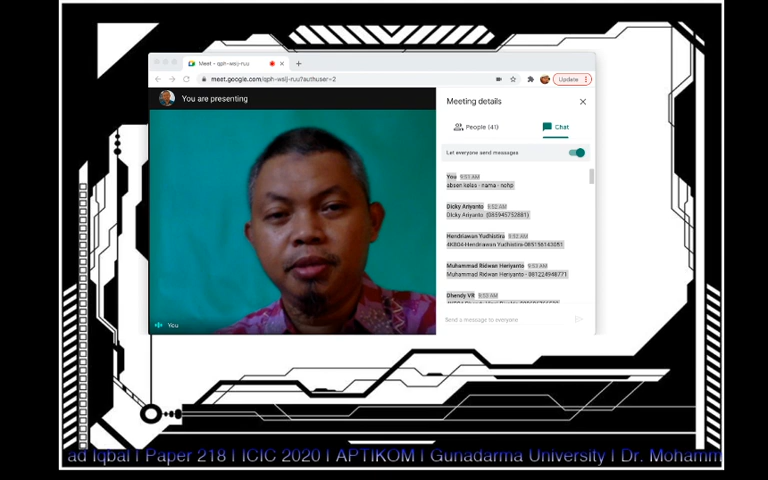 Meet - qph-wsij-ruu
meet.google.com/qph-wsij-ruu?authuser=2
Update
You are presenting
Meeting details
People (41)
Chat
Let everyone send messages
You 9:51 AM
absen kelas - nama - nohp
Dicky Ariyanto 9:52 AM
Dicky Ariyanto (085945752881)
Hendriawan Yudhistira 9:52 AM
4KB04-Hendriawan Yudhistira-085156143051
Muhammad Ridwan Heriyanto 9:53 AM
Muhammad Ridwan Heriyanto - 081224948771
Dhendy VR 9:53 AM
You
Send a message to everyone
ad Iqbal | Paper 218 | ICIC 2020 | APTIKOM | Gunadarma University | Dr. Mohamm